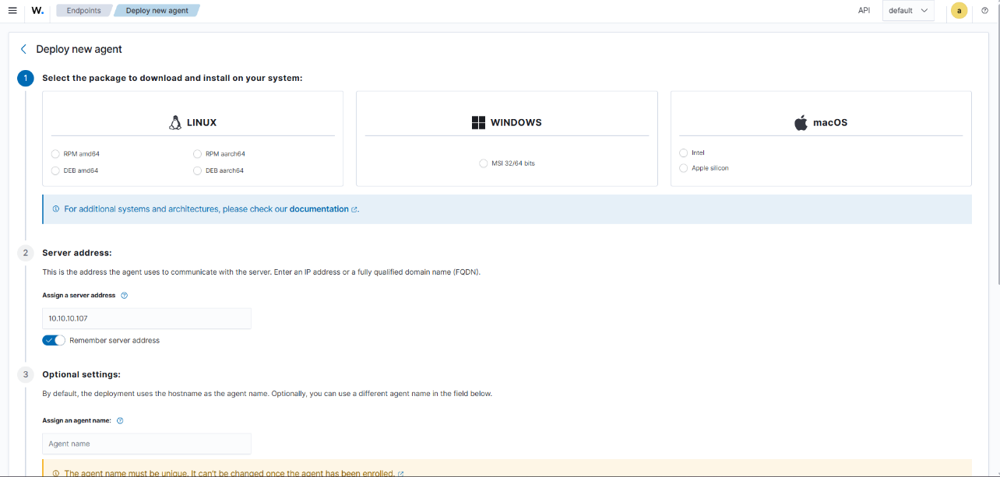 W. Endpoints Deploy new agent API default a
Deploy new agent
1 Select the package to download and install on your system:
LINUX
RPM amd64 RPM aarch64
DEB amd64 DEB aarch64
WINDOWS
MSI 32/64 bits
macOS
Intel
Apple silicon
For additional systems and architectures, please check our documentation.
2 Server address:
This is the address the agent uses to communicate with the server. Enter an IP address or a fully qualified domain name (FQDN).
Assign a server address
10.10.10.107
Remember server address
3 Optional settings:
By default, the deployment uses the hostname as the agent name. Optionally, you can use a different agent name in the field below.
Assign an agent name:
Agent name
The agent name must be unique. It can't be changed once the agent has been enrolled.